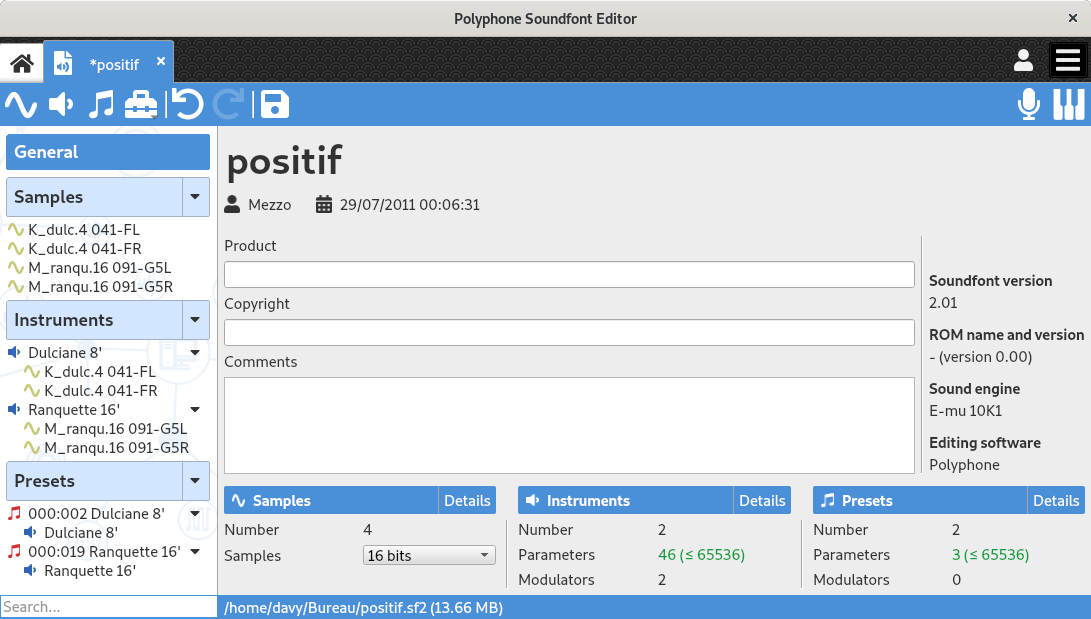 Polyphone Soundfont Editor
*positif
General
Samples
K_dulc.4 041-FL
K_dulc.4 041-FR
M_ranqu.16 091-G5L
M_ranqu.16 091-G5R
Instruments
Dulciane 8'
K_dulc.4 041-FL
K_dulc.4 041-FR
Ranquette 16'
M_ranqu.16 091-G5L
M_ranqu.16 091-G5R
Presets
000:002 Dulciane 8'
Dulciane 8'
000:019 Ranquette 16'
Ranquette 16'
Search...
positif
Mezzo 29/07/2011 00:06:31
Product
Copyright
Comments
Soundfont version
2.01
ROM name and version
- (version 0.00)
Sound engine
E-mu 10K1
Editing software
Polyphone
Samples Details
Number 4
Samples 16 bits
Instruments Details
Number 2
Parameters 46 (≤ 65536)
Modulators 2
Presets Details
Number 2
Parameters 3 (≤ 65536)
Modulators 0
/home/davy/Bureau/positif.sf2 (13.66 MB)